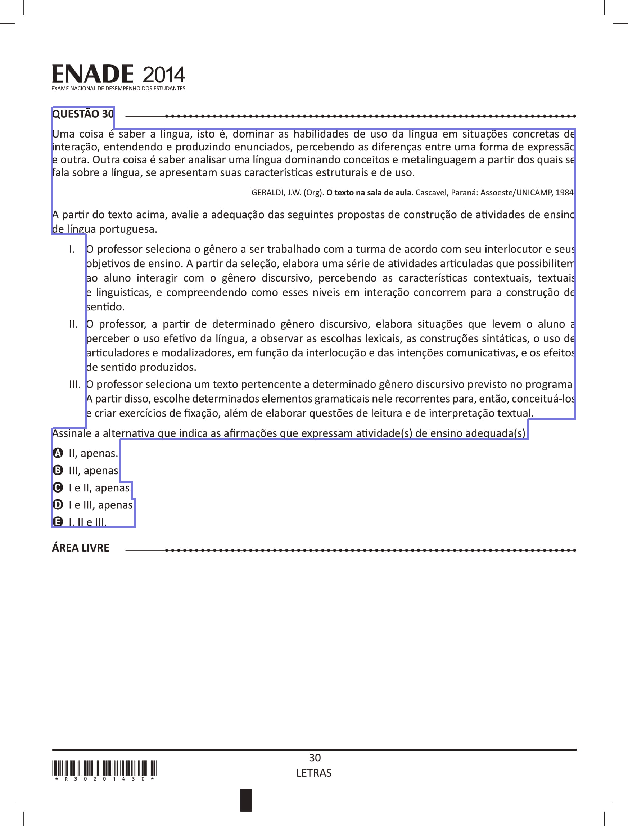 ENADE 2014
EXAME NACIONAL DE DESEMPENHO DOS ESTUDANTES
QUESTÃO 30
Uma coisa é saber a língua, isto é, dominar as habilidades de uso da língua em situações concretas de
interação, entendendo e produzindo enunciados, percebendo as diferenças entre uma forma de expressão
e outra. Outra coisa é saber analisar uma língua dominando conceitos e metalinguagem a partir dos quais se
fala sobre a língua, se apresentam suas características estruturais e de uso.
GERALDI, J.W. (Org). O texto na sala de aula. Cascavel, Paraná: Assoeste/UNICAMP, 1984
A partir do texto acima, avalie a adequação das seguintes propostas de construção de atividades de ensino
de língua portuguesa.
I. O professor seleciona o gênero a ser trabalhado com a turma de acordo com seu interlocutor e seus
objetivos de ensino. A partir da seleção, elabora uma série de atividades articuladas que possibilitem
ao aluno interagir com o gênero discursivo, percebendo as características contextuais, textuais
e linguísticas, e compreendendo como esses níveis em interação concorrem para a construção de
sentido.
II. O professor, a partir de determinado gênero discursivo, elabora situações que levem o aluno a
perceber o uso efetivo da língua, a observar as escolhas lexicais, as construções sintáticas, o uso de
articuladores e modalizadores, em função da interlocução e das intenções comunicativas, e os efeitos
de sentido produzidos.
III. O professor seleciona um texto pertencente a determinado gênero discursivo previsto no programa.
A partir disso, escolhe determinados elementos gramaticais nele recorrentes para, então, conceituá-los
e criar exercícios de fixação, além de elaborar questões de leitura e de interpretação textual.
Assinale a alternativa que indica as afirmações que expressam atividade(s) de ensino adequada(s).
A II, apenas.
B III, apenas
C I e II, apenas
D I e III, apenas
E I, II e III.
ÁREA LIVRE
30
LETRAS
*R30201430*